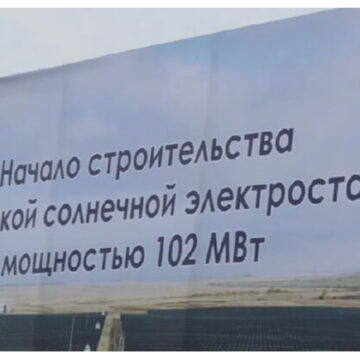 Начало строительства
кой солнечной электроста
мощностью 102 МВт